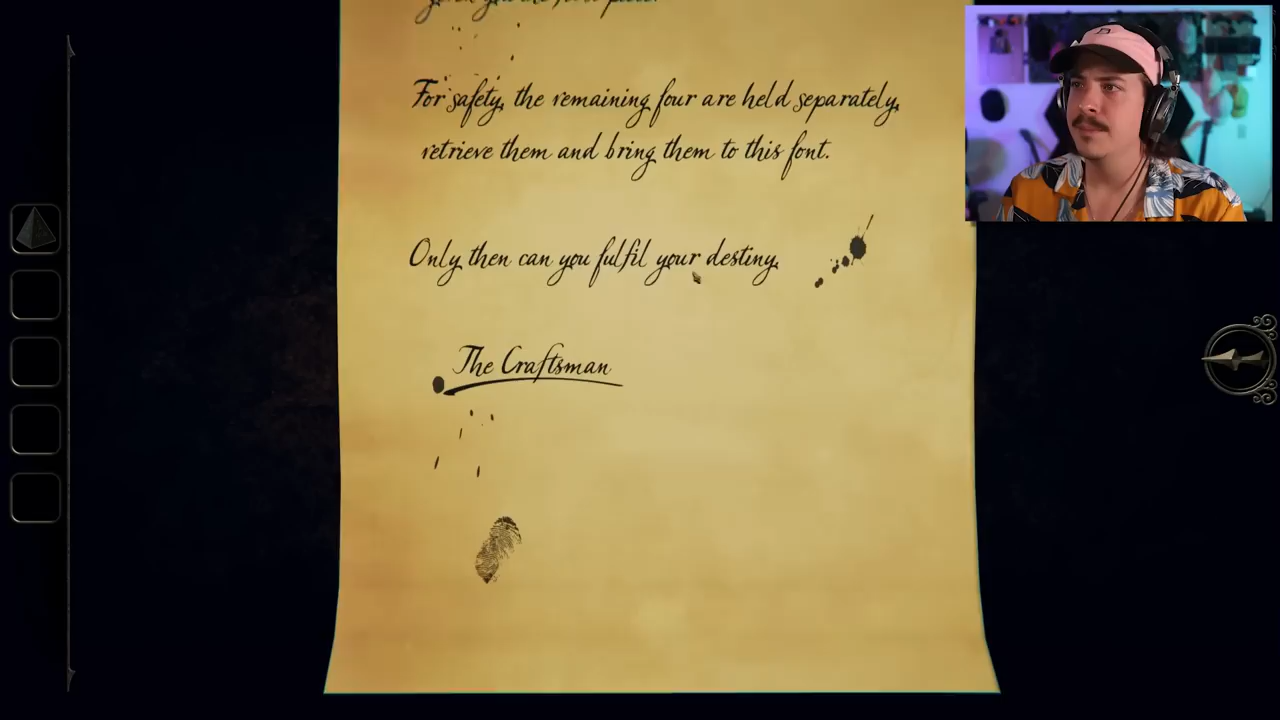 For safety, the remaining four are held separately,
retrieve them and bring them to this font.
Only then can you fulfil your destiny.
The Craftsman